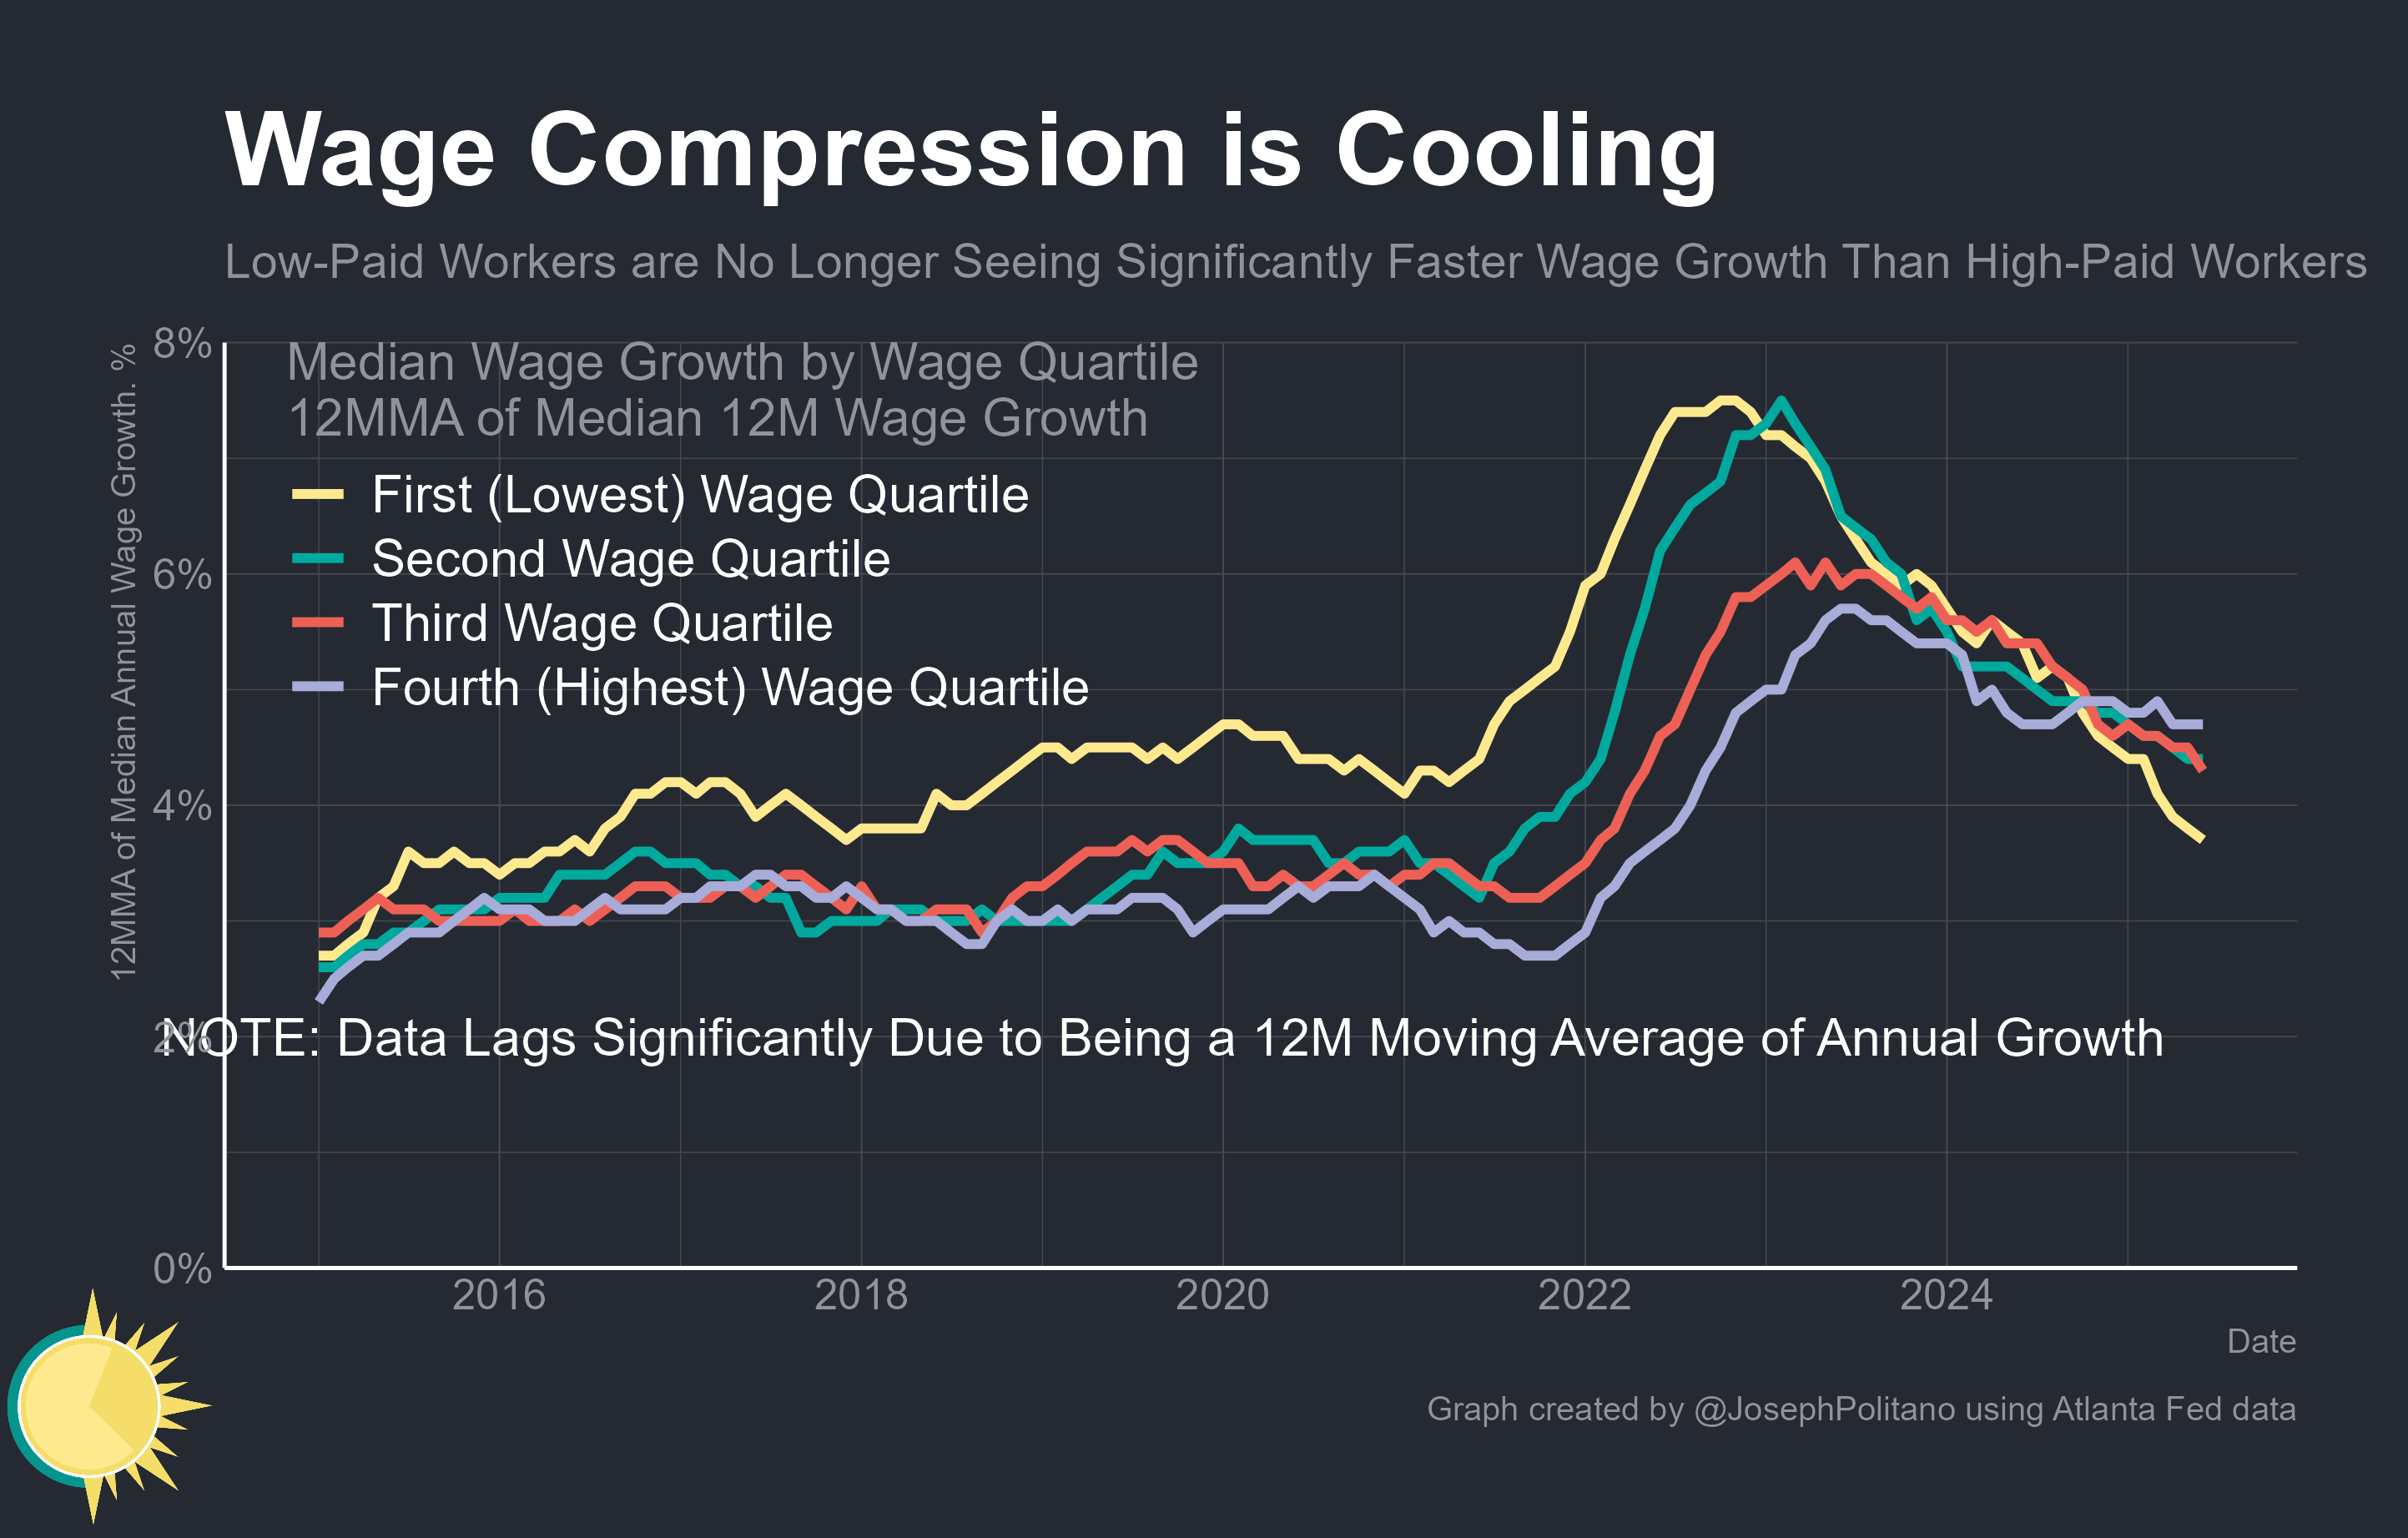 Wage Compression is Cooling
Low-Paid Workers are No Longer Seeing Significantly Faster Wage Growth Than High-Paid Workers
12MMA of Median Annual Wage Growth. %
8%
6%
4%
2%
0%
Median Wage Growth by Wage Quartile
12MMA of Median 12M Wage Growth
First (Lowest) Wage Quartile
Second Wage Quartile
Third Wage Quartile
Fourth (Highest) Wage Quartile
NOTE: Data Lags Significantly Due to Being a 12M Moving Average of Annual Growth
2016 2018 2020 2022 2024
Date
Graph created by @JosephPolitano using Atlanta Fed data